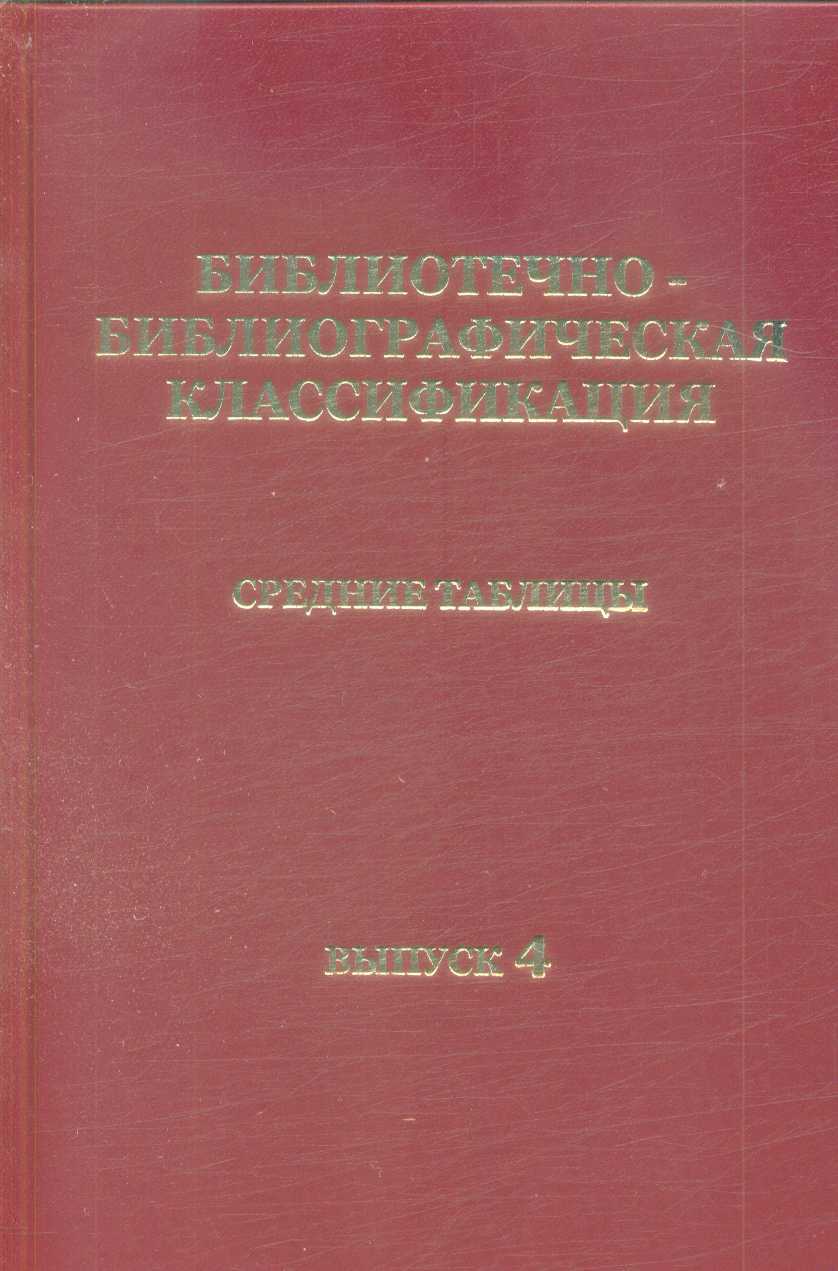 БИБЛИОТЕЧНО -
БИБЛИОГРАФИЧЕСКАЯ
КЛАССИФИКАЦИЯ
СРЕДНИЕ ТАБЛИЦЫ
ВЫПУСК 4